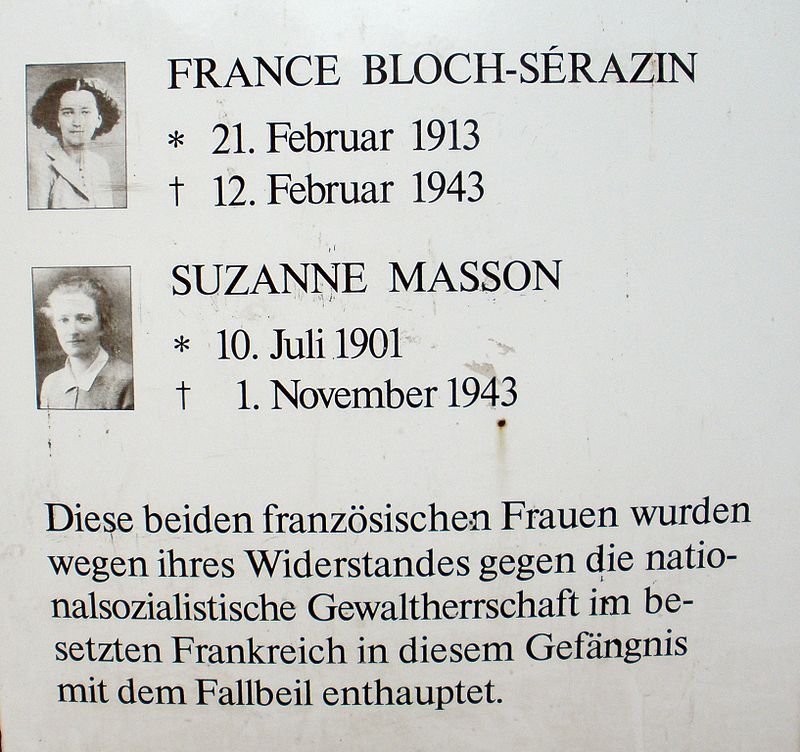 FRANCE BLOCH-SÉRAZIN
* 21. Februar 1913
† 12. Februar 1943
SUZANNE MASSON
* 10. Juli 1901
† 1. November 1943
Diese beiden französischen Frauen wurden
wegen ihres Widerstandes gegen die natio-
nalsozialistische Gewaltherrschaft im be-
setzten Frankreich in diesem Gefängnis
mit dem Fallbeil enthauptet.